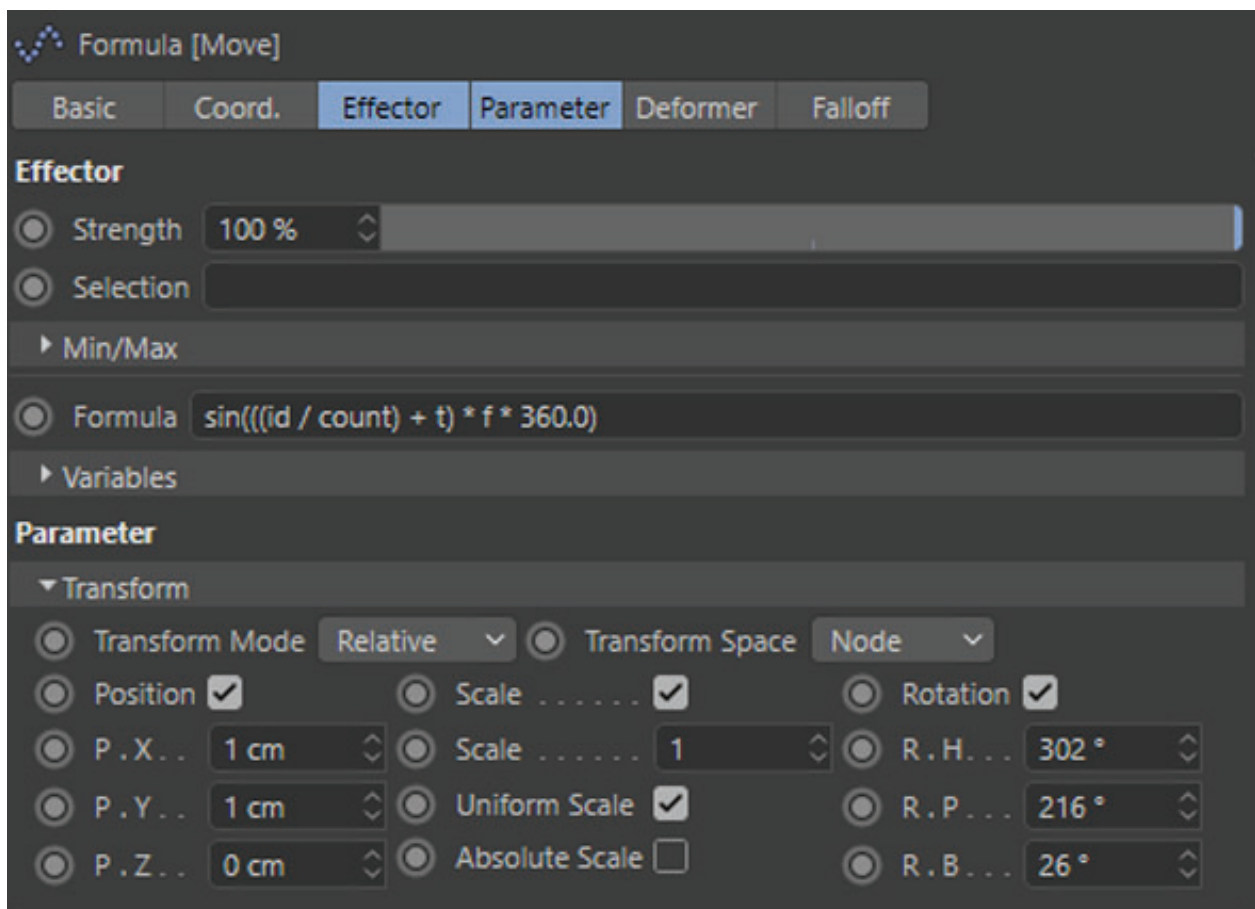 Formula [Move]
Basic Coord. Effector Parameter Deformer Falloff
Effector
Strength 100 %
Selection
Min/Max
Formula sin(((id / count) + t) * f * 360.0)
Variables
Parameter
Transform
Transform Mode Relative Transform Space Node
Position Scale . . . . . . Rotation
P . X . . 1 cm Scale . . . . . . 1 R . H . . . 302 °
P . Y . . 1 cm Uniform Scale R . P . . . 216 °
P . Z . . 0 cm Absolute Scale R . B . . . 26 °